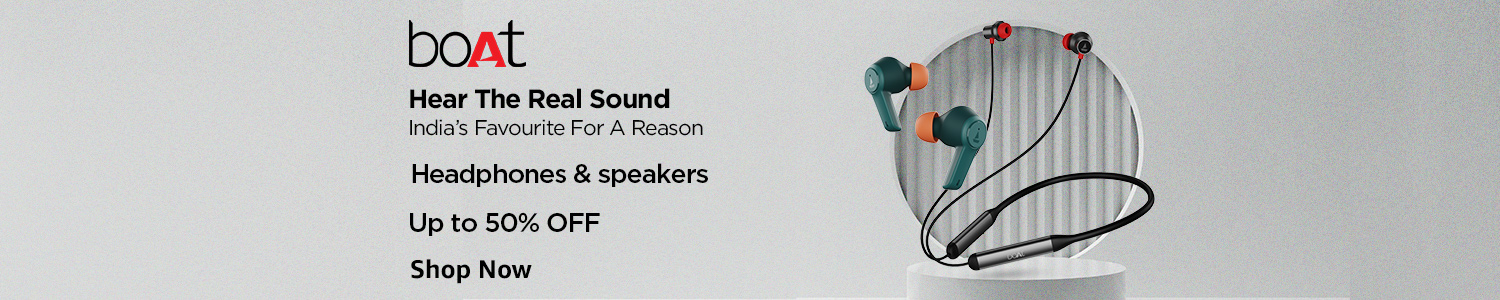 boAt
Hear The Real Sound
India's Favourite For A Reason
Headphones & speakers
Up to 50% OFF
Shop Now
boAt